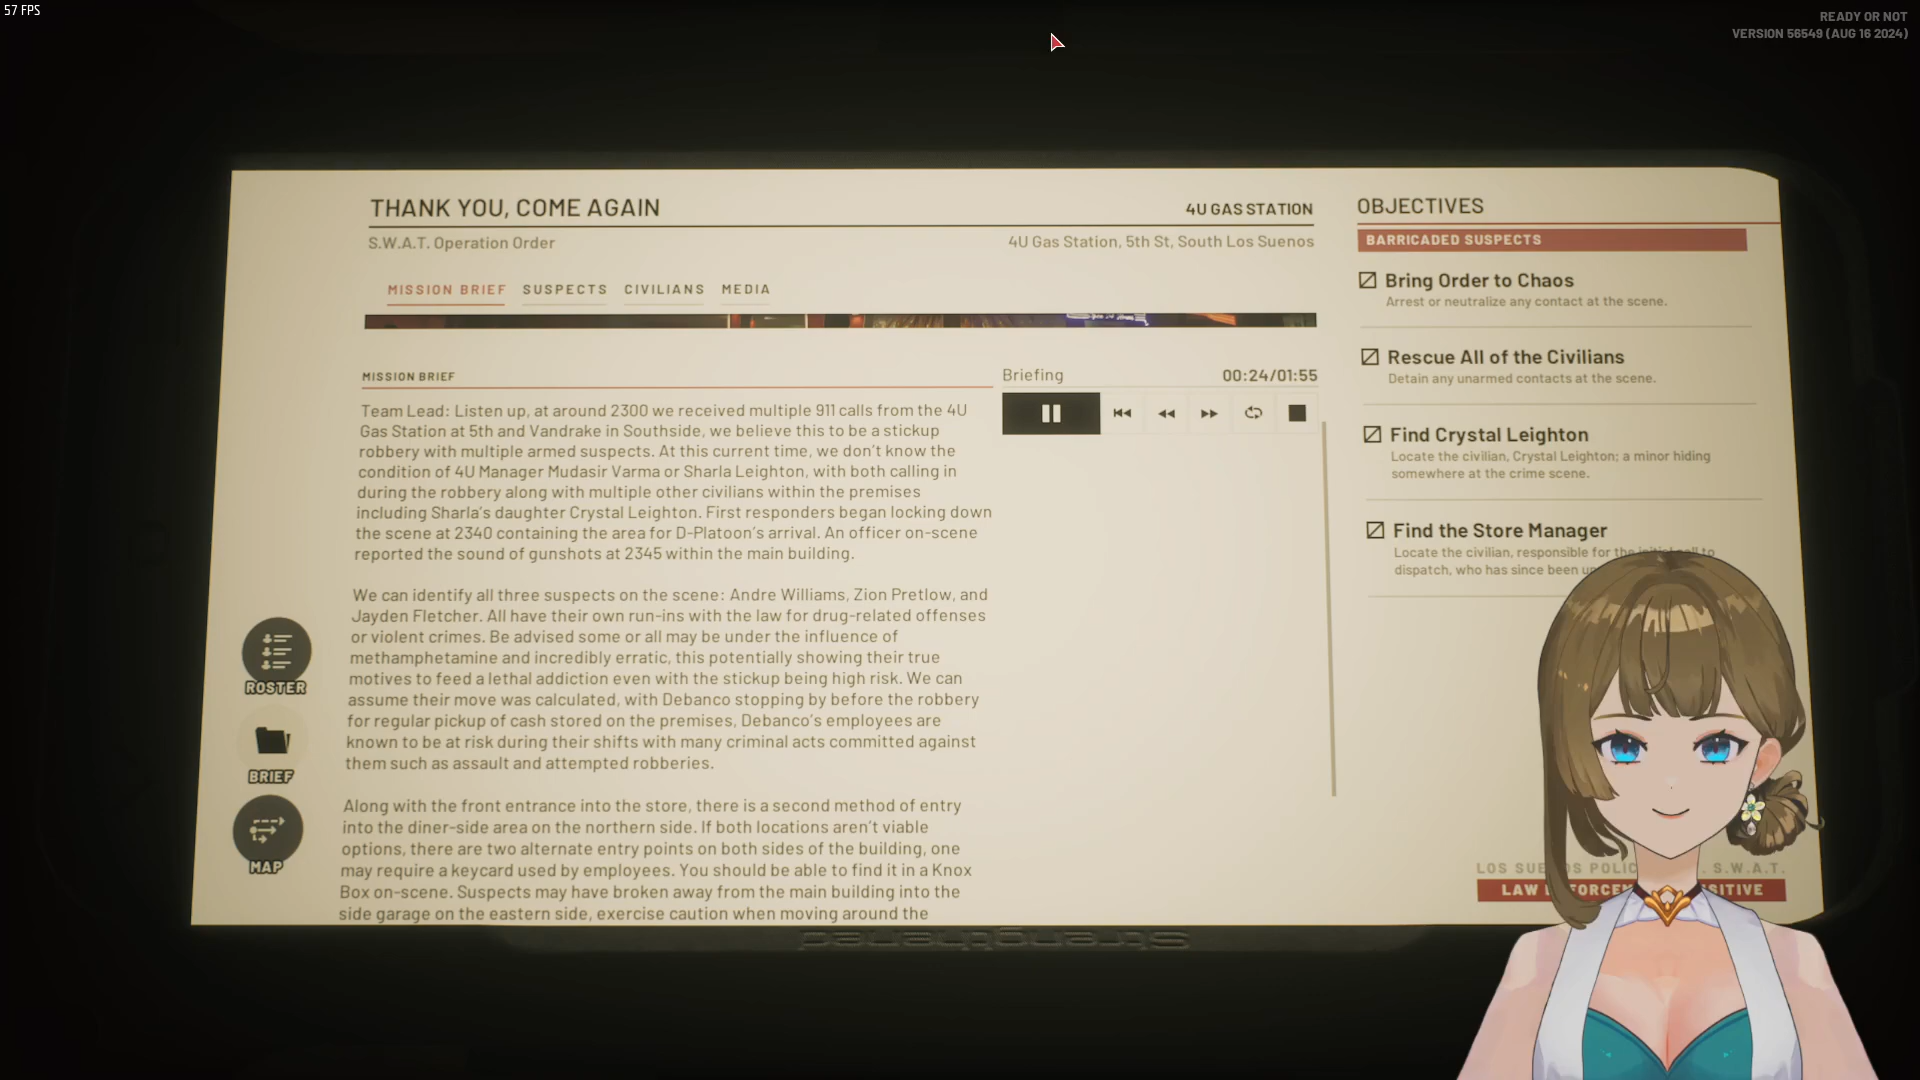 57 FPS
READY OR NOT
VERSION 56549 (AUG 16 2024)
THANK YOU, COME AGAIN
4U GAS STATION
S.W.A.T. Operation Order
4U Gas Station, 5th St, South Los Suenos
MISSION BRIEF
SUSPECTS
CIVILIANS
MEDIA
MISSION BRIEF
Team Lead: Listen up, at around 2300 we received multiple 911 calls from the 4U
Gas Station at 5th and Vandrake in Southside, we believe this to be a stickup
robbery with multiple armed suspects. At this current time, we don't know the
condition of 4U Manager Mudasir Varma or Sharla Leighton, with both calling in
during the robbery along with multiple other civilians within the premises
including Sharla's daughter Crystal Leighton. First responders began locking down
the scene at 2340 containing the area for D-Platoon's arrival. An officer on-scene
reported the sound of gunshots at 2345 within the main building.
We can identify all three suspects on the scene: Andre Williams, Zion Pretlow, and
Jayden Fletcher. All have their own run-ins with the law for drug-related offenses
or violent crimes. Be advised some or all may be under the influence of
methamphetamine and incredibly erratic, this potentially showing their true
motives to feed a lethal addiction even with the stickup being high risk. We can
assume their move was calculated, with Debanco stopping by before the robbery
for regular pickup of cash stored on the premises, Debanco's employees are
known to be at risk during their shifts with many criminal acts committed against
them such as assault and attempted robberies.
Along with the front entrance into the store, there is a second method of entry
into the diner-side area on the northern side. If both locations aren't viable
options, there are two alternate entry points on both sides of the building, one
may require a keycard used by employees. You should be able to find it in a Knox
Box on-scene. Suspects may have broken away from the main building into the
side garage on the eastern side, exercise caution when moving around the
Briefing
00:24/01:55
OBJECTIVES
BARRICADED SUSPECTS
Bring Order to Chaos
Arrest or neutralize any contact at the scene.
Rescue All of the Civilians
Detain any unarmed contacts at the scene.
Find Crystal Leighton
Locate the civilian, Crystal Leighton; a minor hiding
somewhere at the crime scene.
Find the Store Manager
Locate the civilian, responsible for the initial call to
dispatch, who has since been
ROSTER
BRIEF
MAP
LOS S.W.A.T.
LAW